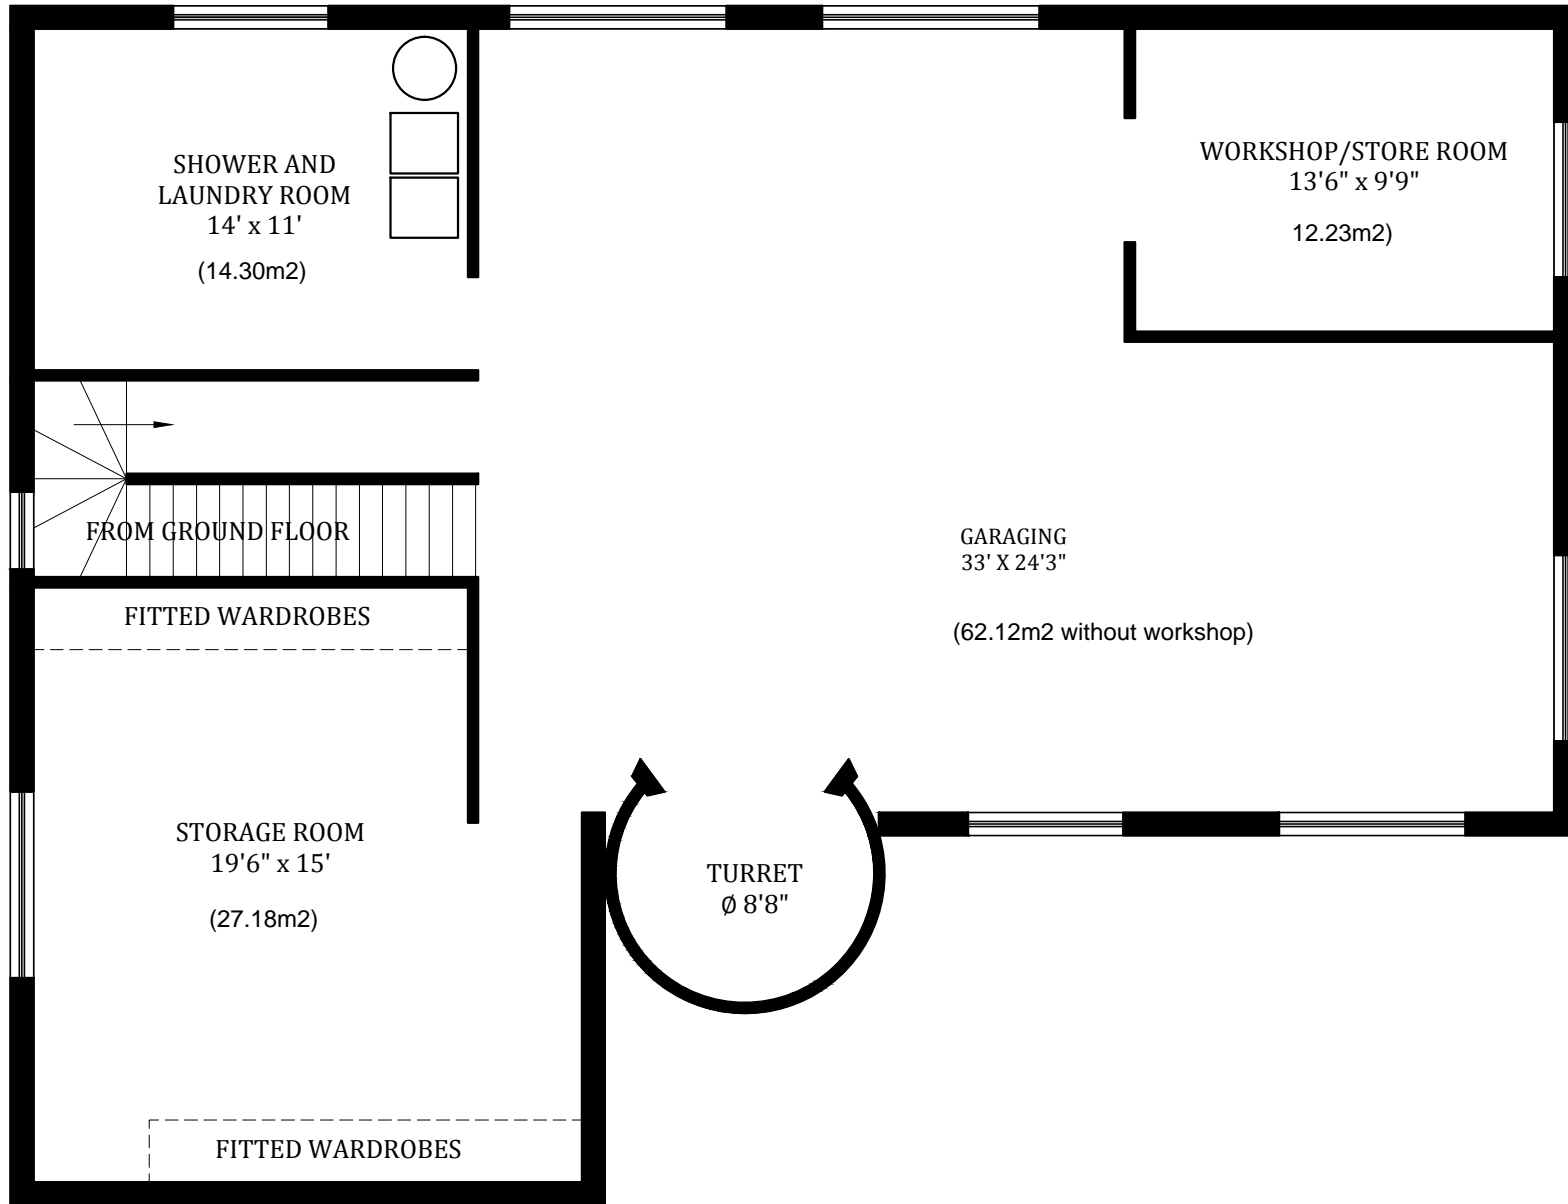 SHOWER AND
LAUNDRY ROOM
14' x 11'
(14.30m2)
WORKSHOP/STORE ROOM
13'6" x 9'9"
12.23m2)
FROM GROUND FLOOR
GARAGING
33' X 24'3"
(62.12m2 without workshop)
FITTED WARDROBES
STORAGE ROOM
19'6" x 15'
(27.18m2)
TURRET
Ø 8'8"
FITTED WARDROBES